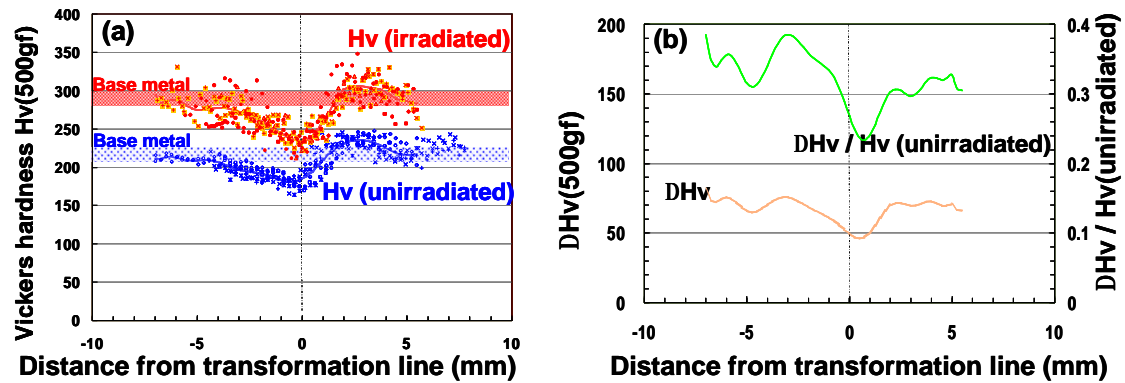 (a)
Hv (irradiated)
Base metal
Base metal
Hv (unirradiated)
Vickers hardness Hv(500gf)
400
350
300
250
200
150
100
50
0
-10
-5
0
5
10
Distance from transformation line (mm)
(b)
DHv / Hv (unirradiated)
DHv
DHv(500gf)
200
150
100
50
0
0.4
0.3
0.2
0.1
0
DHv / Hv(unirradiated)
-10
-5
0
5
10
Distance from transformation line (mm)